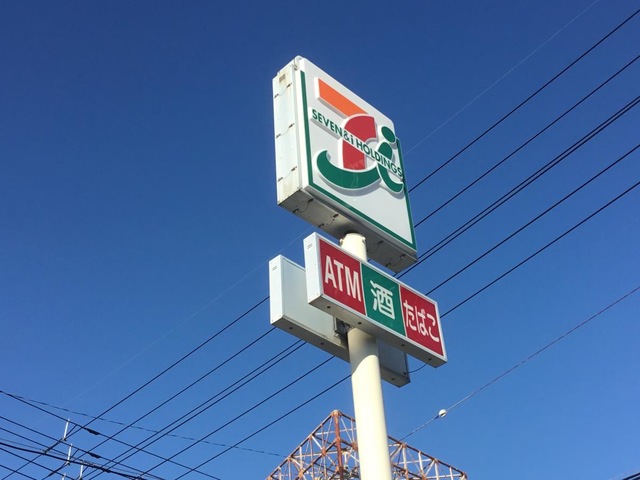 SEVEN & i HOLDINGS
ATM 酒 たばこ